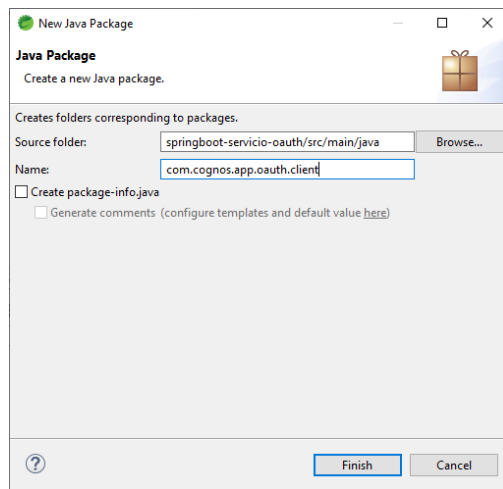 New Java Package
Java Package
Create a new Java package.
Creates folders corresponding to packages.
Source folder: springboot-servicio-oauth/src/main/java Browse...
Name: com.cognos.app.oauth.client
Create package-info.java
Generate comments (configure templates and default value here)
? Finish Cancel